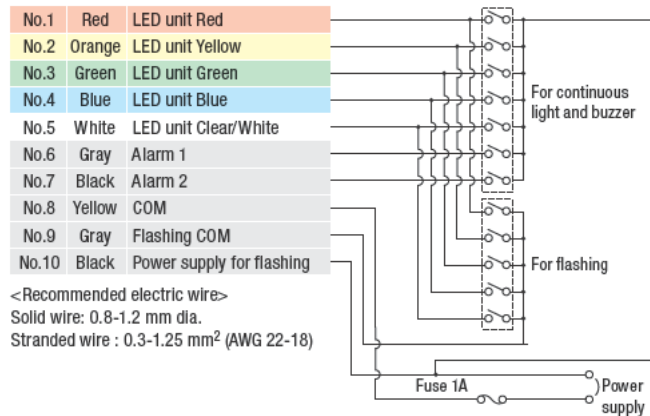 No.1 Red LED unit Red
No.2 Orange LED unit Yellow
No.3 Green LED unit Green
No.4 Blue LED unit Blue
No.5 White LED unit Clear/White
No.6 Gray Alarm 1
No.7 Black Alarm 2
No.8 Yellow COM
No.9 Gray Flashing COM
No.10 Black Power supply for flashing
<Recommended electric wire>
Solid wire: 0.8-1.2 mm dia.
Stranded wire : 0.3-1.25 mm² (AWG 22-18)
For continuous
light and buzzer
For flashing
Fuse 1A
Power
supply